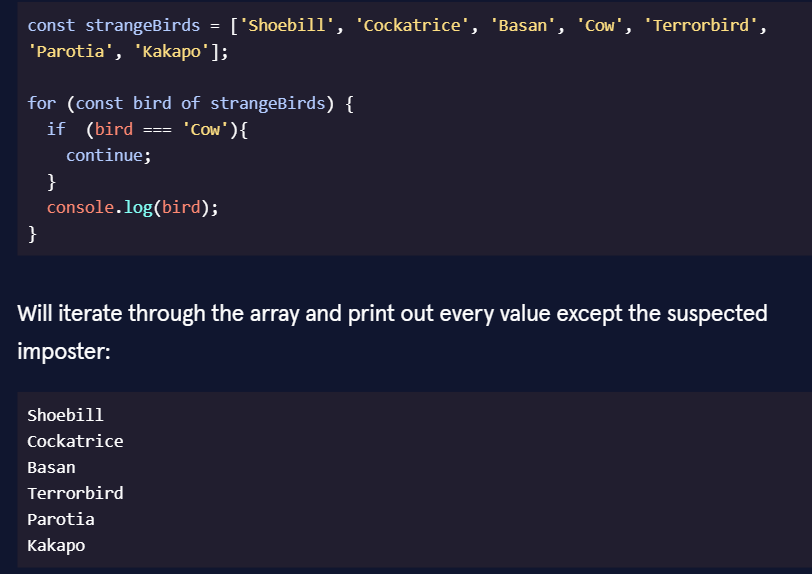 const strangeBirds = ['Shoebill', 'Cockatrice', 'Basan', 'Cow', 'Terrorbird',
'Parotia', 'Kakapo'];

for (const bird of strangeBirds) {
  if  (bird === 'Cow'){
    continue;
  }
  console.log(bird);
}

Will iterate through the array and print out every value except the suspected
imposter:

Shoebill
Cockatrice
Basan
Terrorbird
Parotia
Kakapo